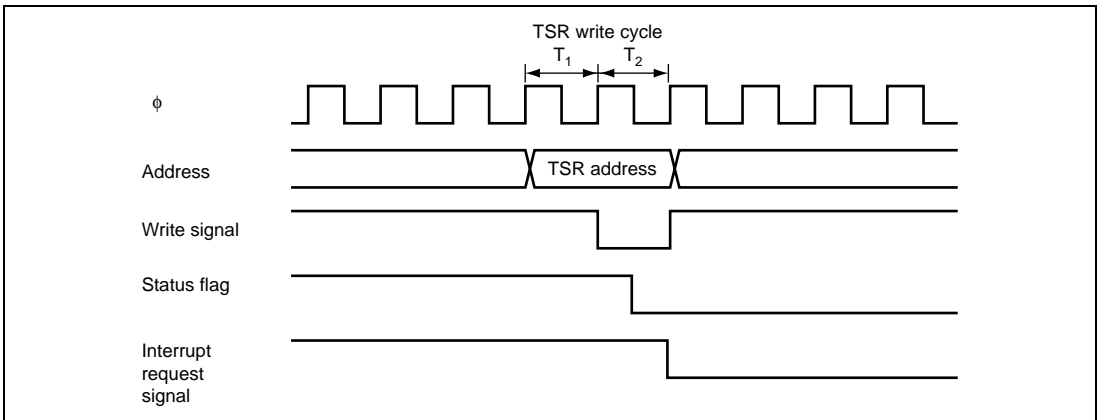 TSR write cycle
T₁ T₂
ϕ
Address
TSR address
Write signal
Status flag
Interrupt
request
signal